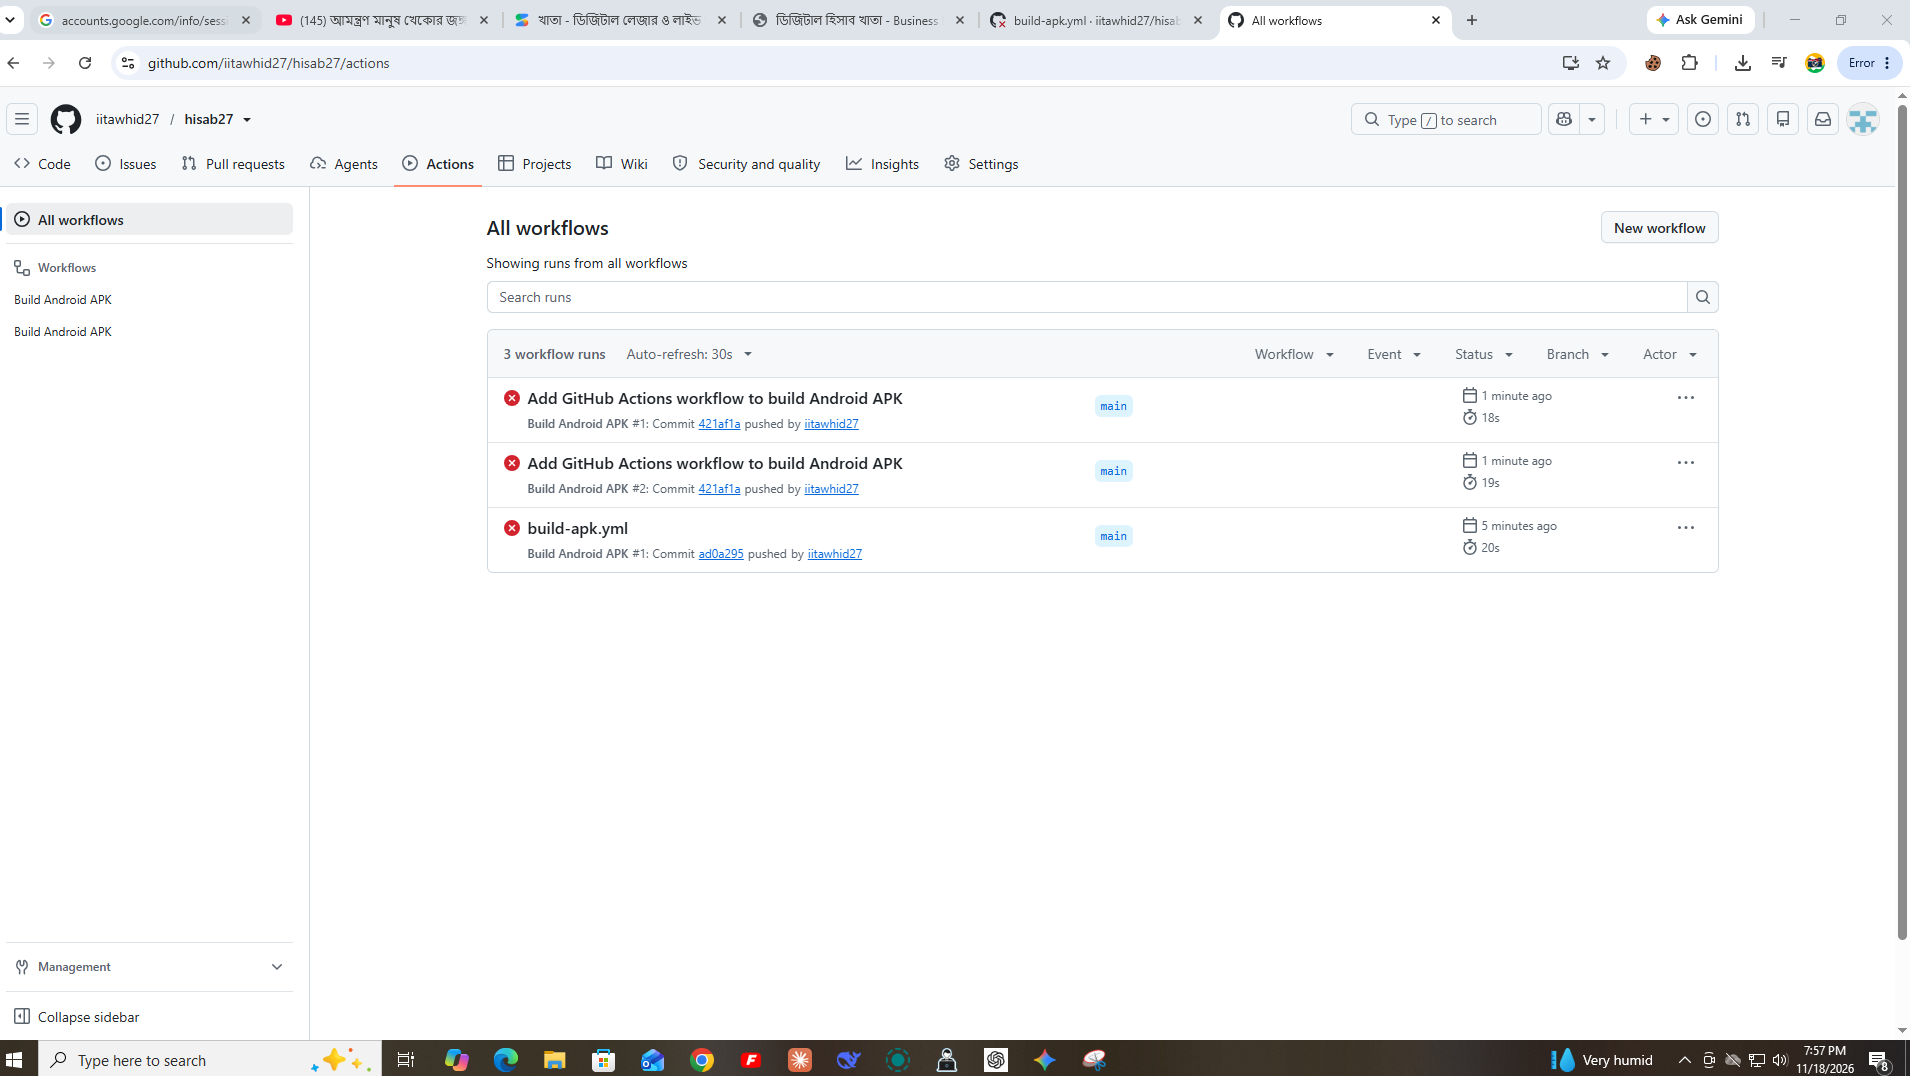 accounts.google.com/info/sessi
(145) আমন্ত্রণ মানুষ খেকোর জঙ্গ
খাতা - ডিজিটাল লেজার ও লাইভ
ডিজিটাল হিসাব খাতা - Business
build-apk.yml · iitawhid27/hisab
All workflows
Ask Gemini
github.com/iitawhid27/hisab27/actions
Error
iitawhid27 / hisab27
Type / to search
Code
Issues
Pull requests
Agents
Actions
Projects
Wiki
Security and quality
Insights
Settings
All workflows
Workflows
Build Android APK
Build Android APK
Management
Collapse sidebar
All workflows
New workflow
Showing runs from all workflows
Search runs
3 workflow runs
Auto-refresh: 30s
Workflow
Event
Status
Branch
Actor
Add GitHub Actions workflow to build Android APK
Build Android APK #1: Commit 421af1a pushed by iitawhid27
main
1 minute ago
18s
Add GitHub Actions workflow to build Android APK
Build Android APK #2: Commit 421af1a pushed by iitawhid27
main
1 minute ago
19s
build-apk.yml
Build Android APK #1: Commit ad0a295 pushed by iitawhid27
main
5 minutes ago
20s
Type here to search
Very humid
7:57 PM
11/18/2026
8